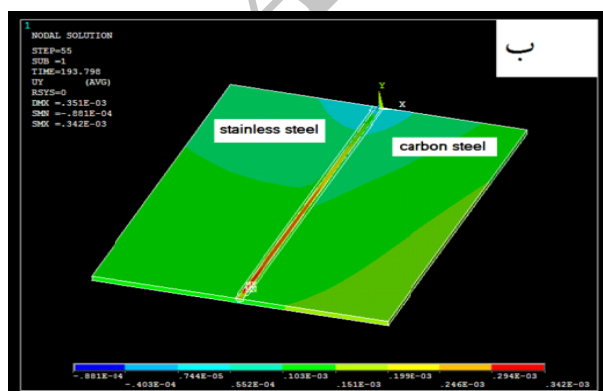 1
NODAL SOLUTION
STEP=55
SUB =1
TIME=193.798
UY (AVG)
RSYS=0
DMX =.351E-03
SMN =-.881E-04
SMX =.342E-03
ب
Y
X
stainless steel
carbon steel
-.881E-04 .744E-05 .103E-03 .199E-03 .294E-03
-.403E-04 .552E-04 .151E-03 .246E-03 .342E-03